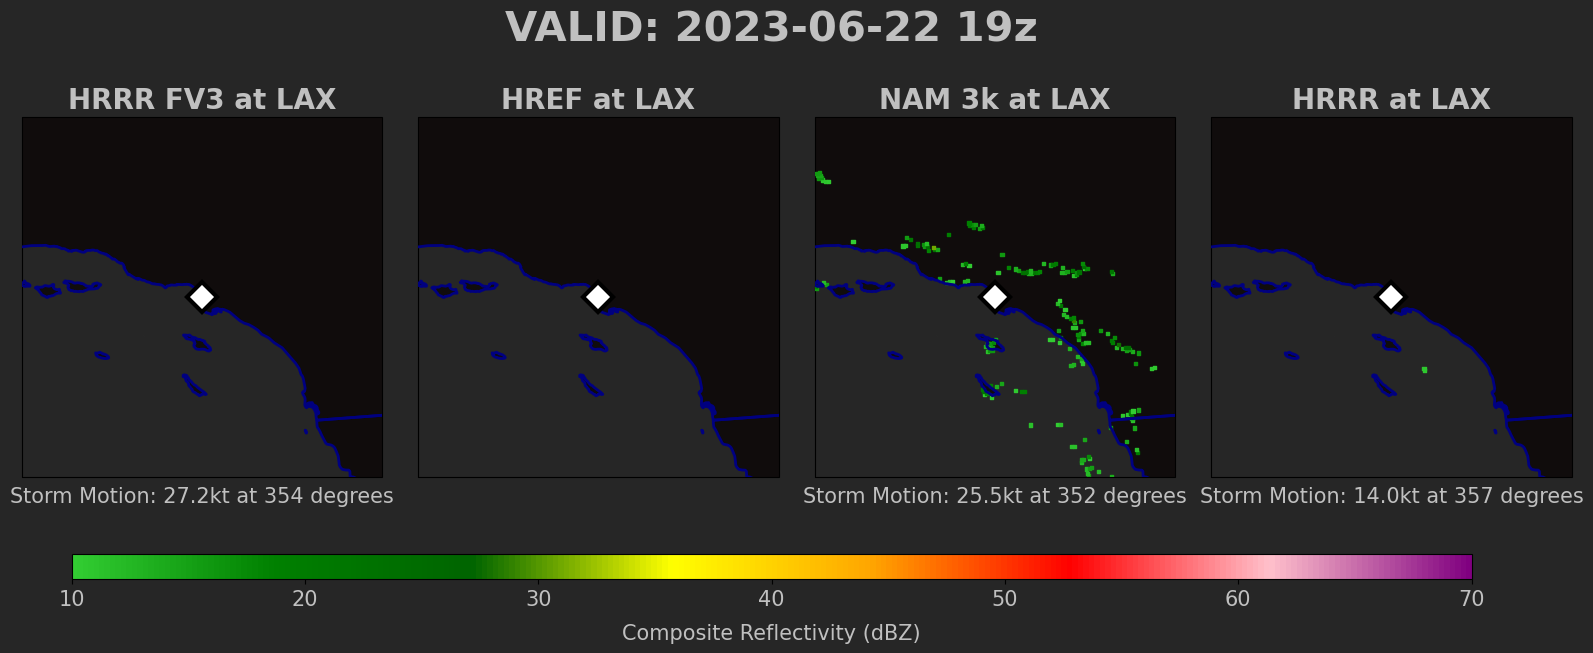 VALID: 2023-06-22 19z
HRRR FV3 at LAX
HREF at LAX
NAM 3k at LAX
HRRR at LAX
Storm Motion: 27.2kt at 354 degrees
Storm Motion: 25.5kt at 352 degrees
Storm Motion: 14.0kt at 357 degrees
10 20 30 40 50 60 70
Composite Reflectivity (dBZ)